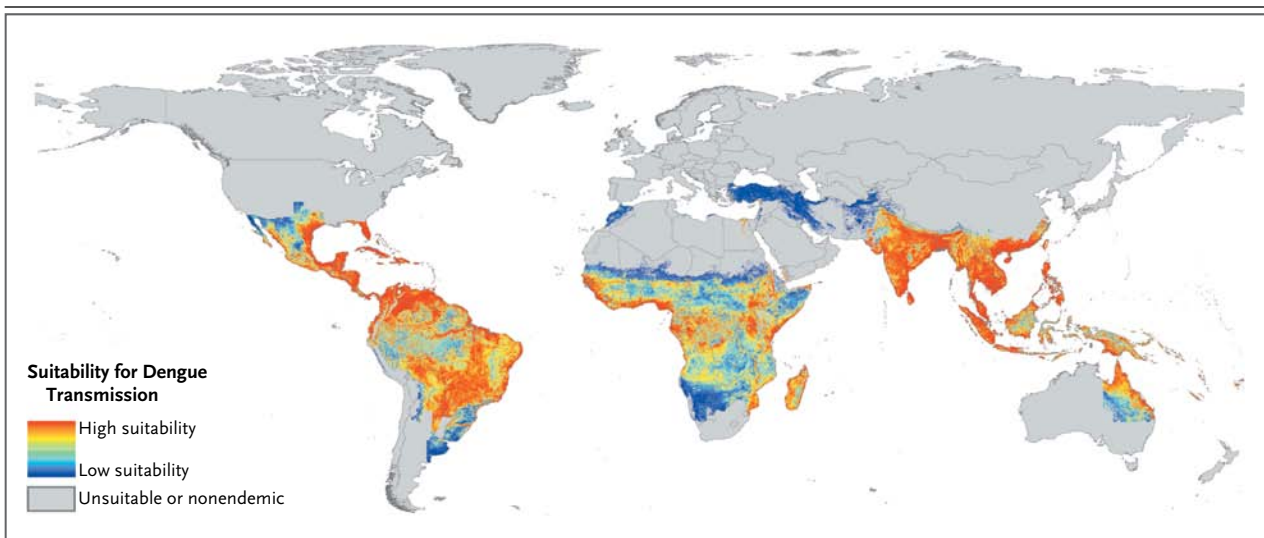 Suitability for Dengue
Transmission
High suitability
Low suitability
Unsuitable or nonendemic